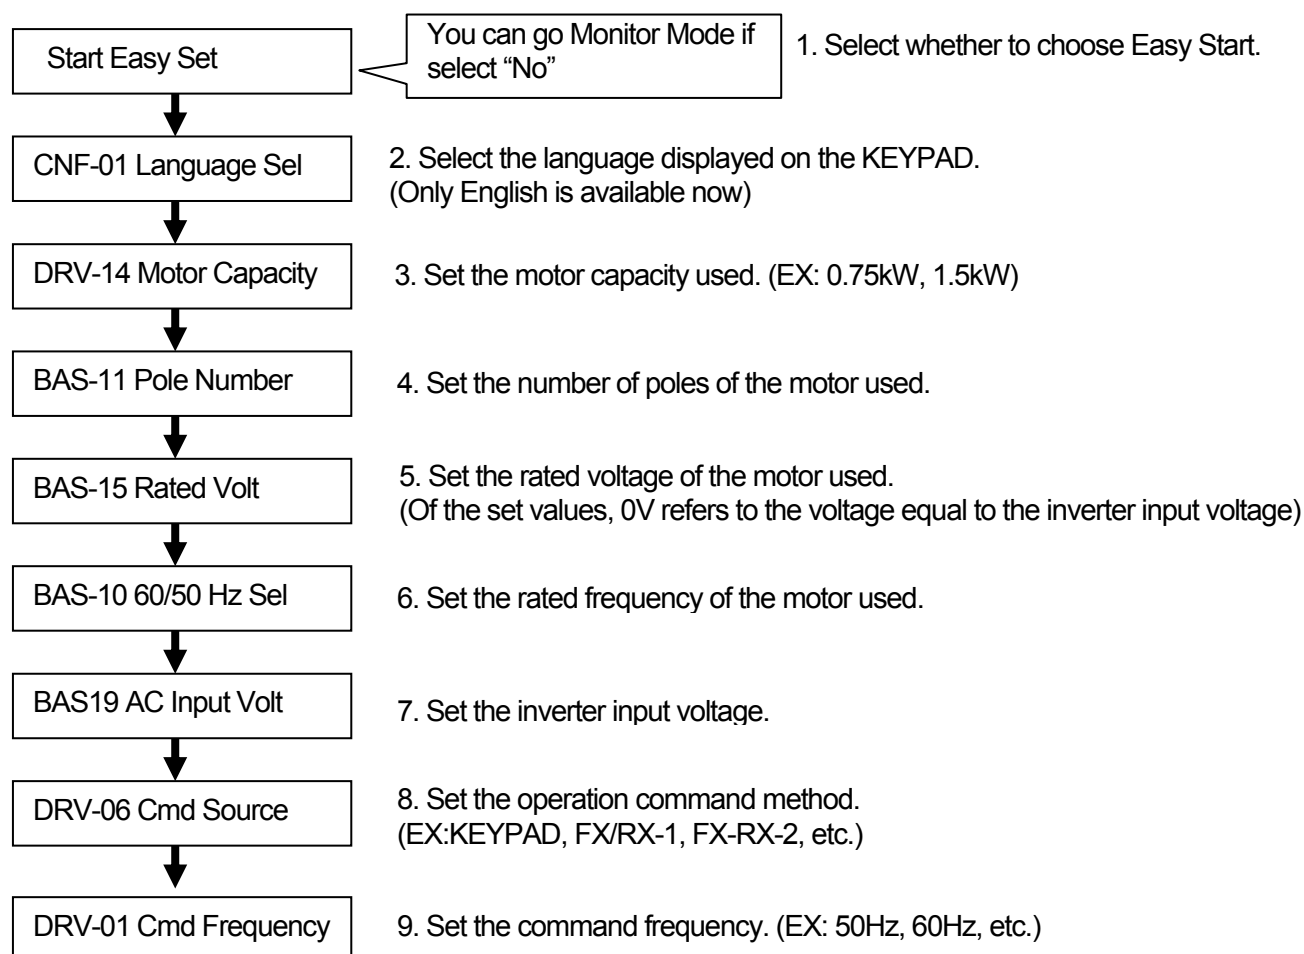 Start Easy Set
You can go Monitor Mode if
select “No”
1. Select whether to choose Easy Start.
CNF-01 Language Sel
2. Select the language displayed on the KEYPAD.
(Only English is available now)
DRV-14 Motor Capacity
3. Set the motor capacity used. (EX: 0.75kW, 1.5kW)
BAS-11 Pole Number
4. Set the number of poles of the motor used.
BAS-15 Rated Volt
5. Set the rated voltage of the motor used.
(Of the set values, 0V refers to the voltage equal to the inverter input voltage)
BAS-10 60/50 Hz Sel
6. Set the rated frequency of the motor used.
BAS19 AC Input Volt
7. Set the inverter input voltage.
DRV-06 Cmd Source
8. Set the operation command method.
(EX:KEYPAD, FX/RX-1, FX-RX-2, etc.)
DRV-01 Cmd Frequency
9. Set the command frequency. (EX: 50Hz, 60Hz, etc.)